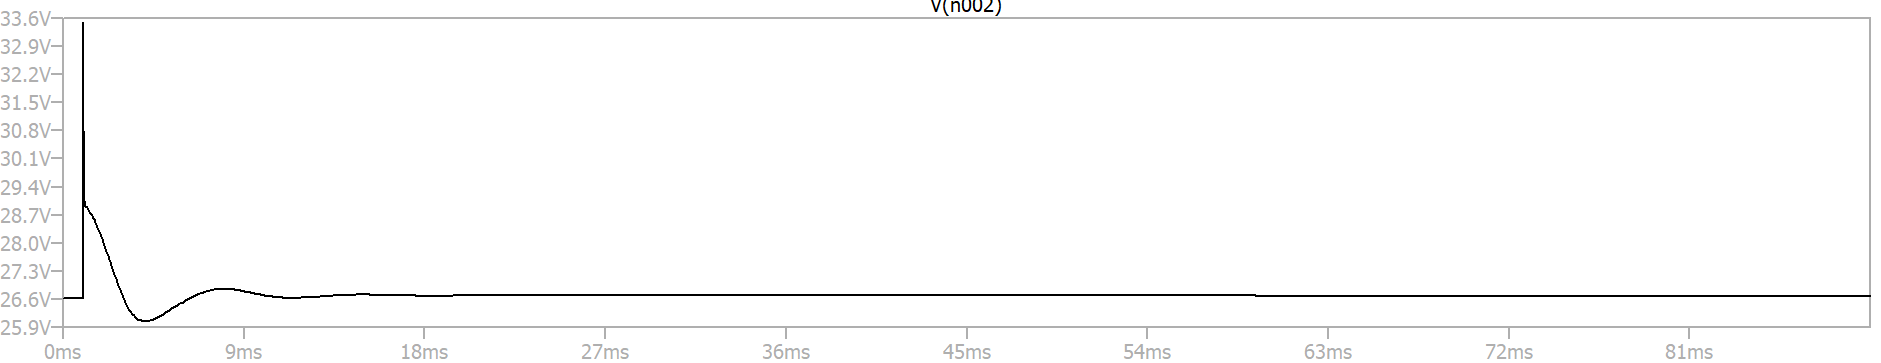 V(n002)
33.6V
32.9V
32.2V
31.5V
30.8V
30.1V
29.4V
28.7V
28.0V
27.3V
26.6V
25.9V
0ms 9ms 18ms 27ms 36ms 45ms 54ms 63ms 72ms 81ms